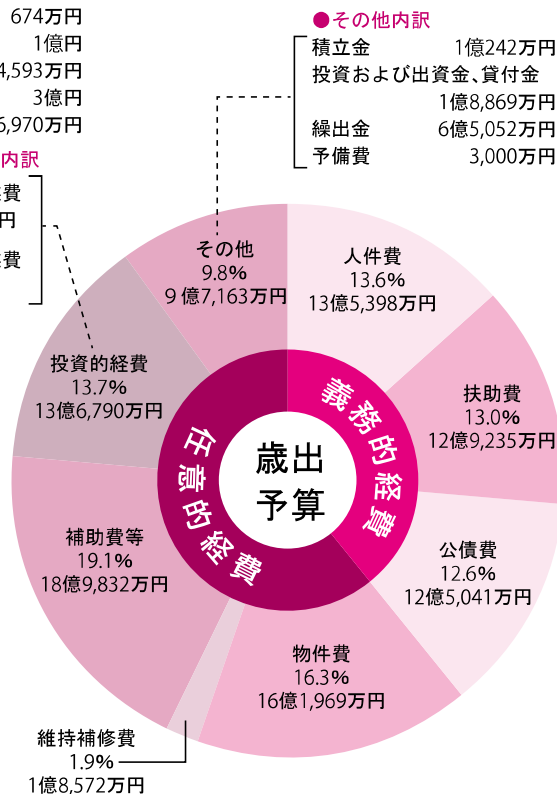 674万円
1億円
4,593万円
3億円
6,970万円
内訳
費
円
費
●その他内訳
積立金 1億242万円
投資および出資金、貸付金
1億8,869万円
繰出金 6億5,052万円
予備費 3,000万円
その他
9.8%
9億7,163万円
人件費
13.6%
13億5,398万円
扶助費
13.0%
12億9,235万円
公債費
12.6%
12億5,041万円
物件費
16.3%
16億1,969万円
維持補修費
1.9%
1億8,572万円
補助費等
19.1%
18億9,832万円
投資的経費
13.7%
13億6,790万円
義務的経費
任意的経費
歳出
予算